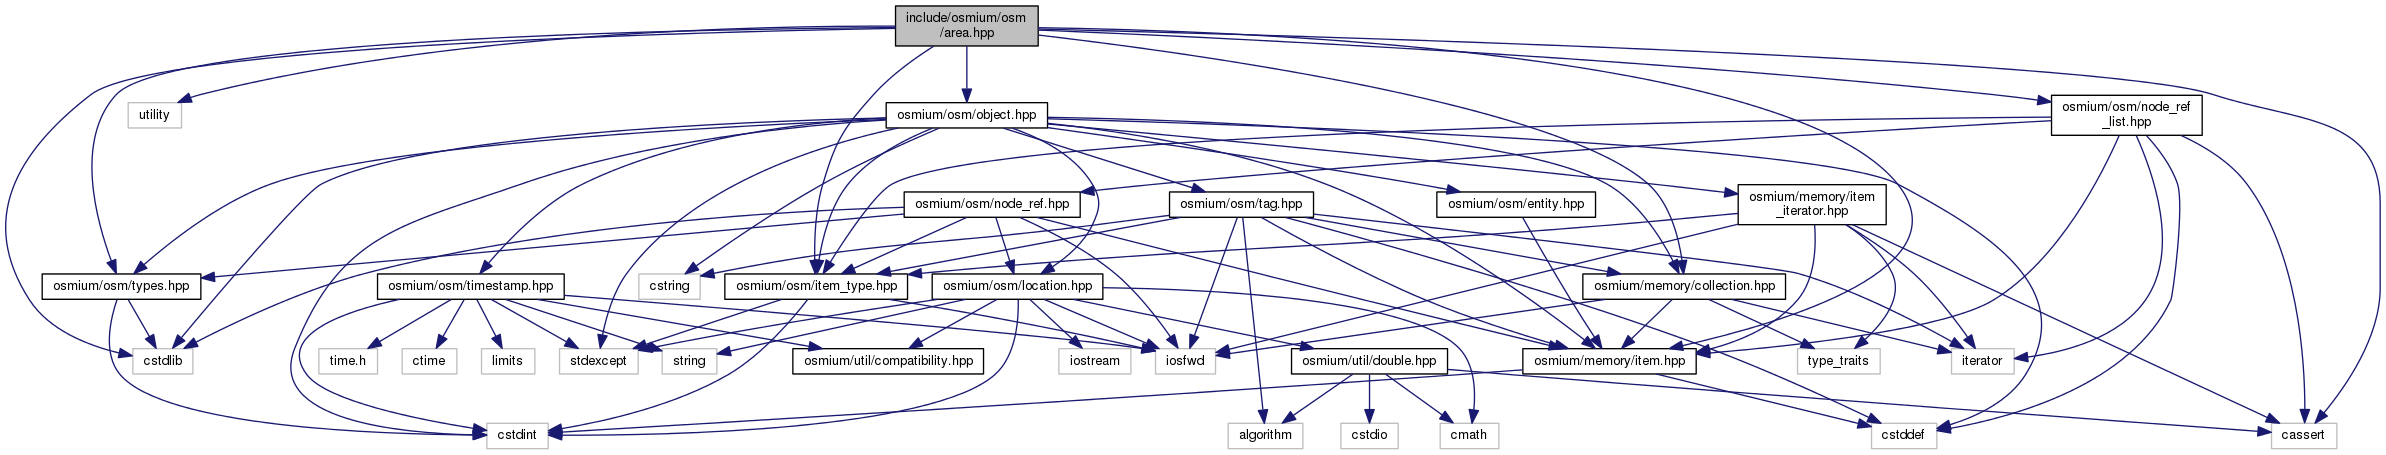 include/osmium/osm
/area.hpp
utility
osmium/osm/object.hpp
osmium/osm/node_ref
_list.hpp
osmium/osm/node_ref.hpp
osmium/osm/tag.hpp
osmium/osm/entity.hpp
osmium/memory/item
_iterator.hpp
osmium/osm/types.hpp
osmium/osm/timestamp.hpp
cstring
osmium/osm/item_type.hpp
osmium/osm/location.hpp
osmium/memory/collection.hpp
cstdlib
time.h
ctime
limits
stdexcept
string
osmium/util/compatibility.hpp
iostream
iosfwd
osmium/util/double.hpp
osmium/memory/item.hpp
type_traits
iterator
cstdint
algorithm
cstdio
cmath
cstddef
cassert